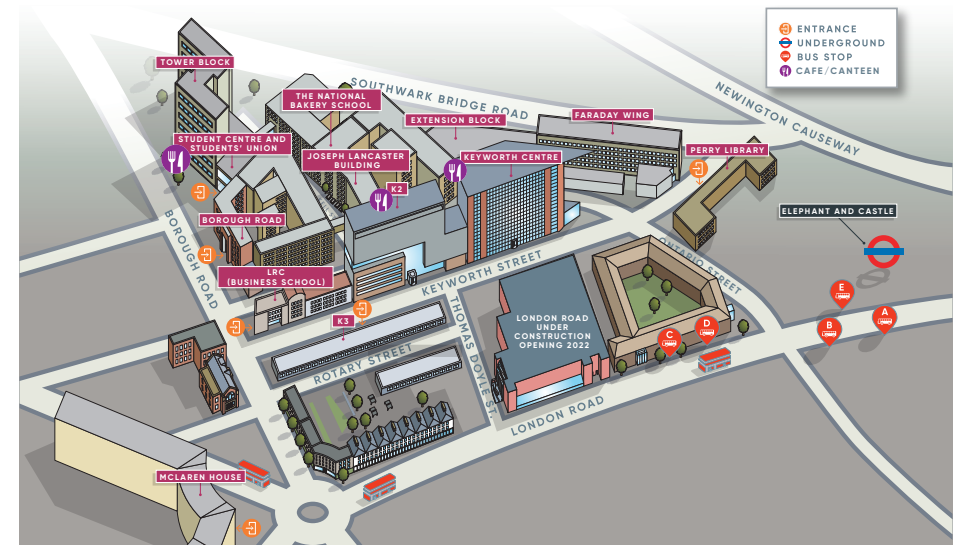 ENTRANCE
UNDERGROUND
BUS STOP
CAFE/CANTEEN
TOWER BLOCK
THE NATIONAL
BAKERY SCHOOL
SOUTHWARK BRIDGE ROAD
NEWINGTON CAUSEWAY
EXTENSION BLOCK
FARADAY WING
STUDENT CENTRE AND
STUDENTS' UNION
JOSEPH LANCASTER
BUILDING
KEYWORTH CENTRE
PERRY LIBRARY
K2
ELEPHANT AND CASTLE
BOROUGH ROAD
BOROUGH ROAD
ONTARIO STREET
LRC
(BUSINESS SCHOOL)
KEYWORTH STREET
E
A
B
C
D
K3
THOMAS DOYLE ST.
LONDON ROAD
UNDER
CONSTRUCTION
OPENING 2022
ROTARY STREET
LONDON ROAD
MCLAREN HOUSE